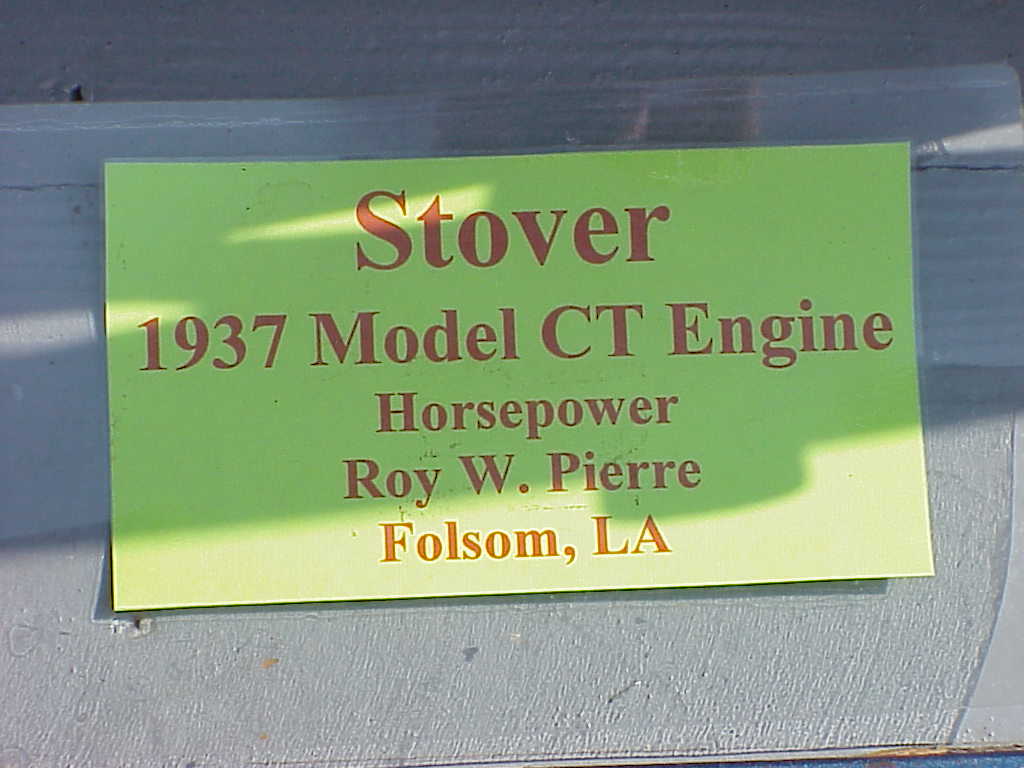 Stover
1937 Model CT Engine
Horsepower
Roy W. Pierre
Folsom, LA